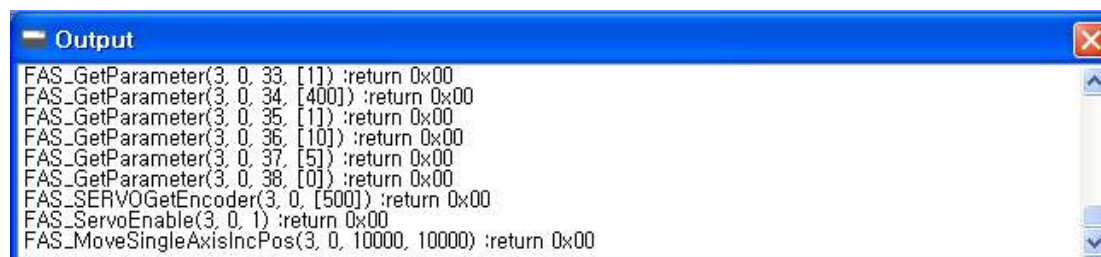 Output
FAS_GetParameter(3, 0, 33, [1]) :return 0x00
FAS_GetParameter(3, 0, 34, [400]) :return 0x00
FAS_GetParameter(3, 0, 35, [1]) :return 0x00
FAS_GetParameter(3, 0, 36, [10]) :return 0x00
FAS_GetParameter(3, 0, 37, [5]) :return 0x00
FAS_GetParameter(3, 0, 38, [0]) :return 0x00
FAS_SERVOGetEncoder(3, 0, [500]) :return 0x00
FAS_ServoEnable(3, 0, 1) :return 0x00
FAS_MoveSingleAxisIncPos(3, 0, 10000, 10000) :return 0x00